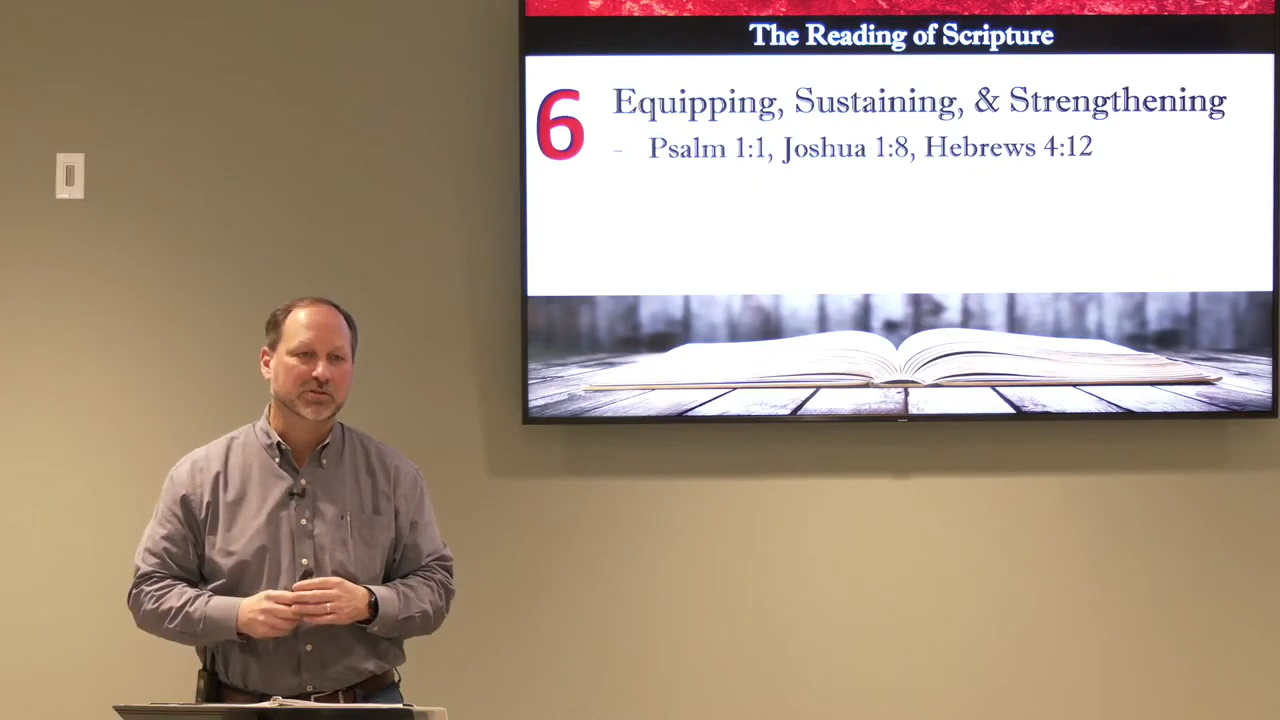 The Reading of Scripture
6 Equipping, Sustaining, & Strengthening
- Psalm 1:1, Joshua 1:8, Hebrews 4:12